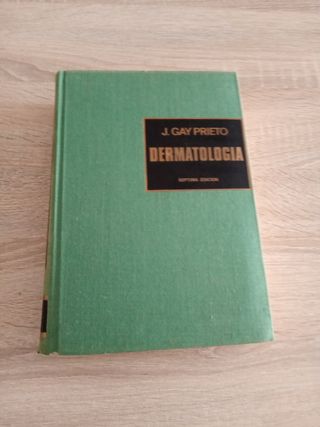 J. GAY PRIETO
DERMATOLOGIA
SEPTIMA EDICION